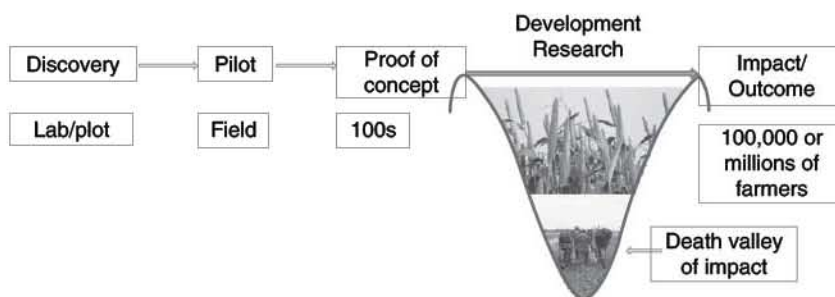 Development
Research
Discovery
Pilot
Proof of
concept
Impact/
Outcome
Lab/plot
Field
100s
100,000 or
millions of
farmers
Death valley
of impact